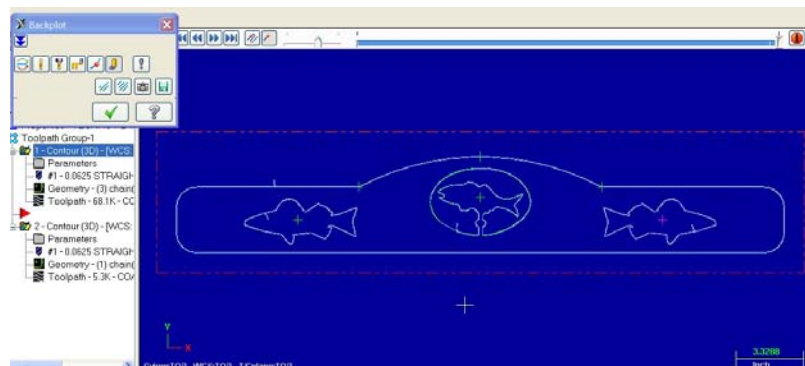 Backplot
Toolpath Group-1
1 - Contour (3D) - [WCS:
Parameters
#1 - 0.0625 STRAIGH
Geometry - (3) chain(
Toolpath - 68.1K - CO
2 - Contour (3D) - [WCS:
Parameters
#1 - 0.0625 STRAIGH
Geometry - (1) chain(
Toolpath - 5.3K - CO
Y
X
3.3288
Inch